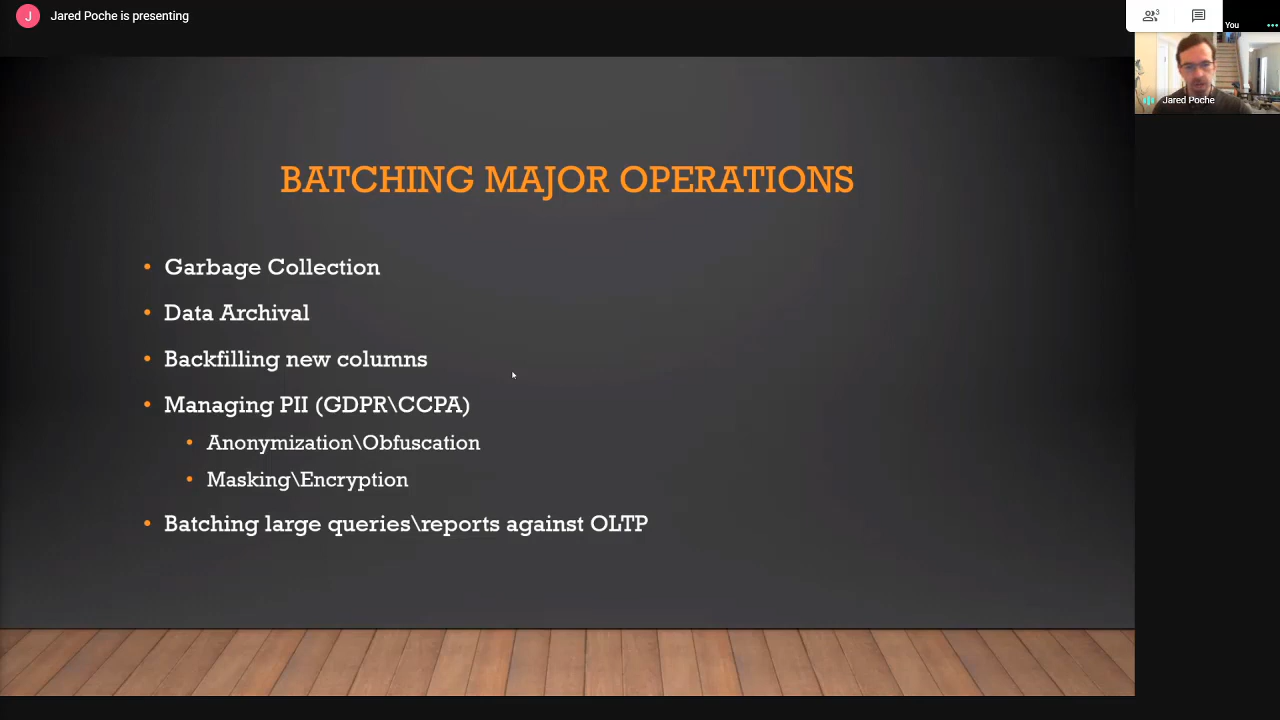 J
Jared Poche is presenting
3
You
Jared Poche
BATCHING MAJOR OPERATIONS
• Garbage Collection
• Data Archival
• Backfilling new columns
• Managing PII (GDPR\CCPA)
• Anonymization\Obfuscation
• Masking\Encryption
• Batching large queries\reports against OLTP